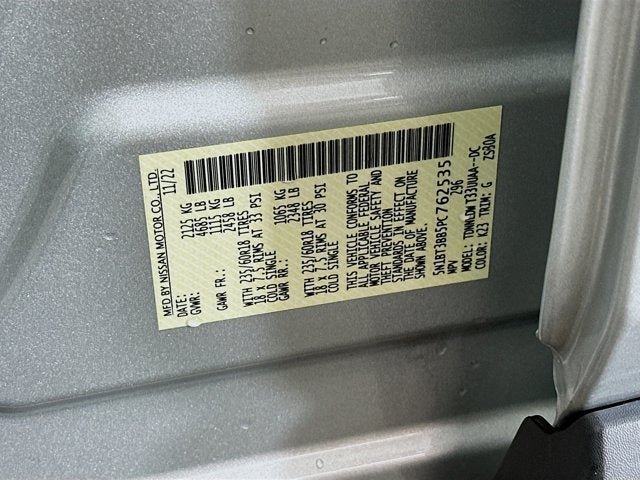 MFD BY NISSAN MOTOR CO., LTD.
DATE: 11/22
GVWR: 2125 KG
4685 LB
GAWR FR.: 1115 KG
2458 LB
WITH 235/60R18 TIRES
18 X 7.5 RIMS AT 33 PSI
COLD SINGLE
GAWR RR.: 1065 KG
2348 LB
WITH 235/60R18 TIRES
18 X 7.5 RIMS AT 30 PSI
COLD SINGLE
THIS VEHICLE CONFORMS TO
ALL APPLICABLE FEDERAL
MOTOR VEHICLE SAFETY AND
THEFT PREVENTION
STANDARDS IN EFFECT ON
THE DATE OF MANUFACTURE
SHOWN ABOVE.
5N1BT3BB5PC762535
MPV 296
MODEL: TDNNLDW T33UUAA--DC
COLOR: K23 TRIM: G ZS90A